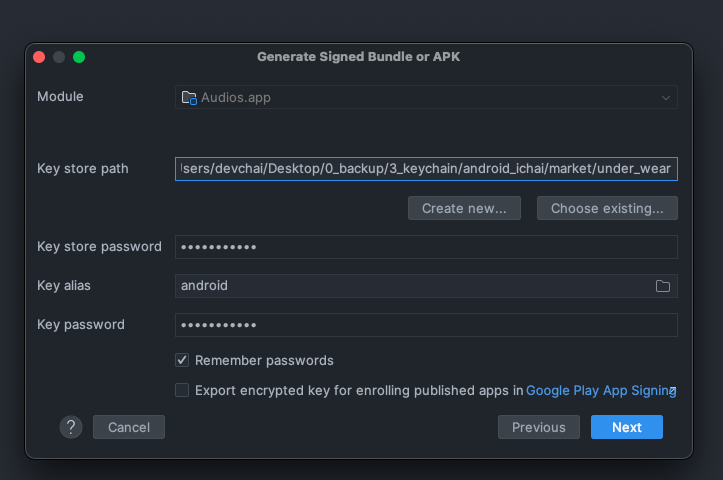 Generate Signed Bundle or APK
Module
Audios.app
Key store path
sers/devchai/Desktop/0_backup/3_keychain/android_ichai/market/under_wear
Create new...
Choose existing...
Key store password
•••••••••••
Key alias
android
Key password
•••••••••••
Remember passwords
Export encrypted key for enrolling published apps in Google Play App Signing
?
Cancel
Previous
Next